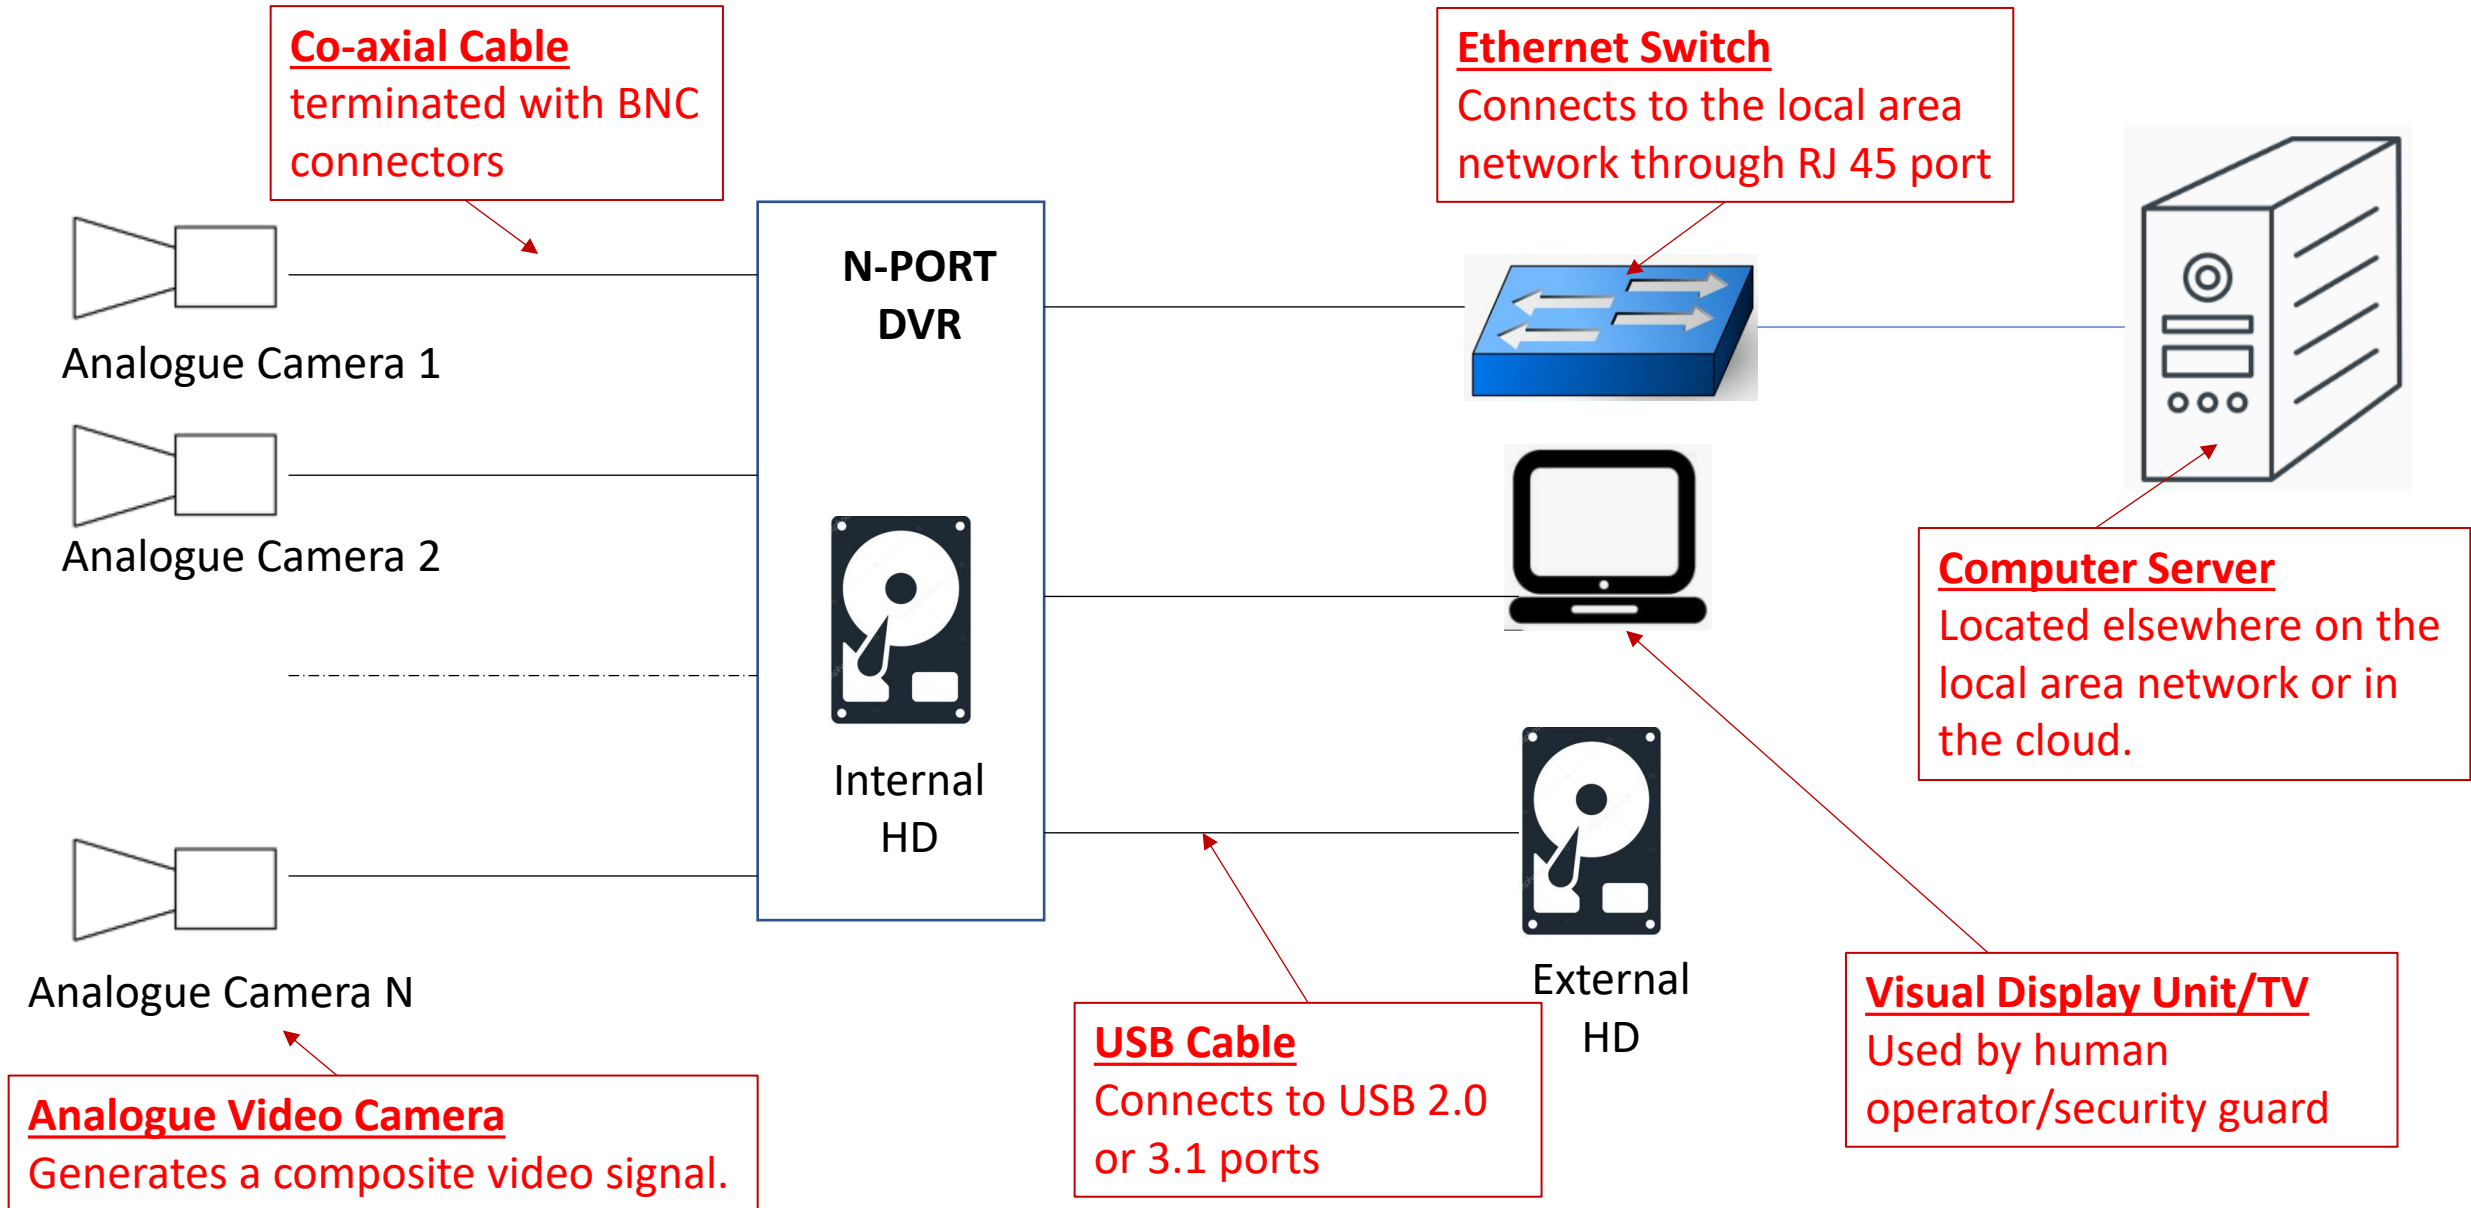 Co-axial Cable
terminated with BNC
connectors
Ethernet Switch
Connects to the local area
network through RJ 45 port
N-PORT
DVR
Analogue Camera 1
Analogue Camera 2
Internal
HD
Computer Server
Located elsewhere on the
local area network or in
the cloud.
Analogue Camera N
External
HD
Visual Display Unit/TV
Used by human
operator/security guard
USB Cable
Connects to USB 2.0
or 3.1 ports
Analogue Video Camera
Generates a composite video signal.